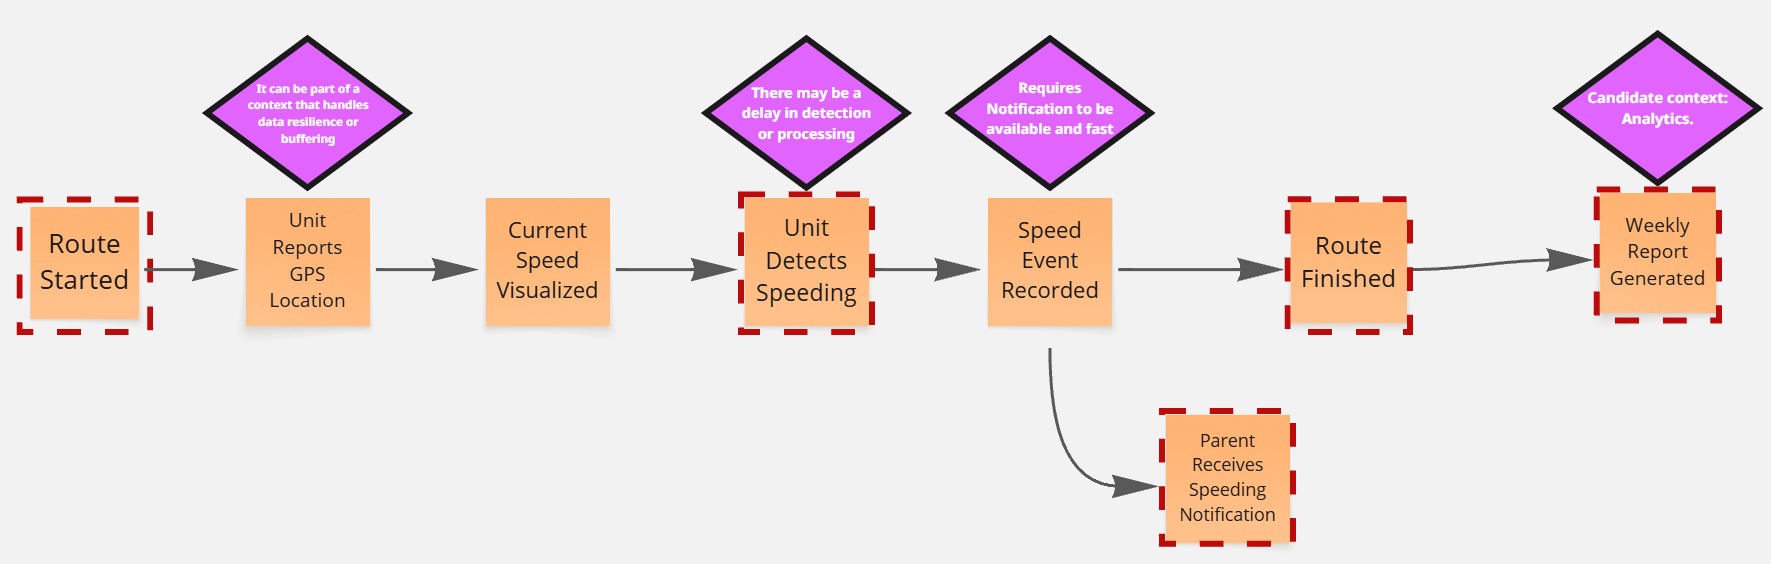 It can be part of a
context that handles
data resilience or
buffering
There may be a
delay in detection
or processing
Requires
Notification to be
available and fast
Candidate context:
Analytics.
Route
Started
Unit
Reports
GPS
Location
Current
Speed
Visualized
Unit
Detects
Speeding
Speed
Event
Recorded
Route
Finished
Weekly
Report
Generated
Parent
Receives
Speeding
Notification